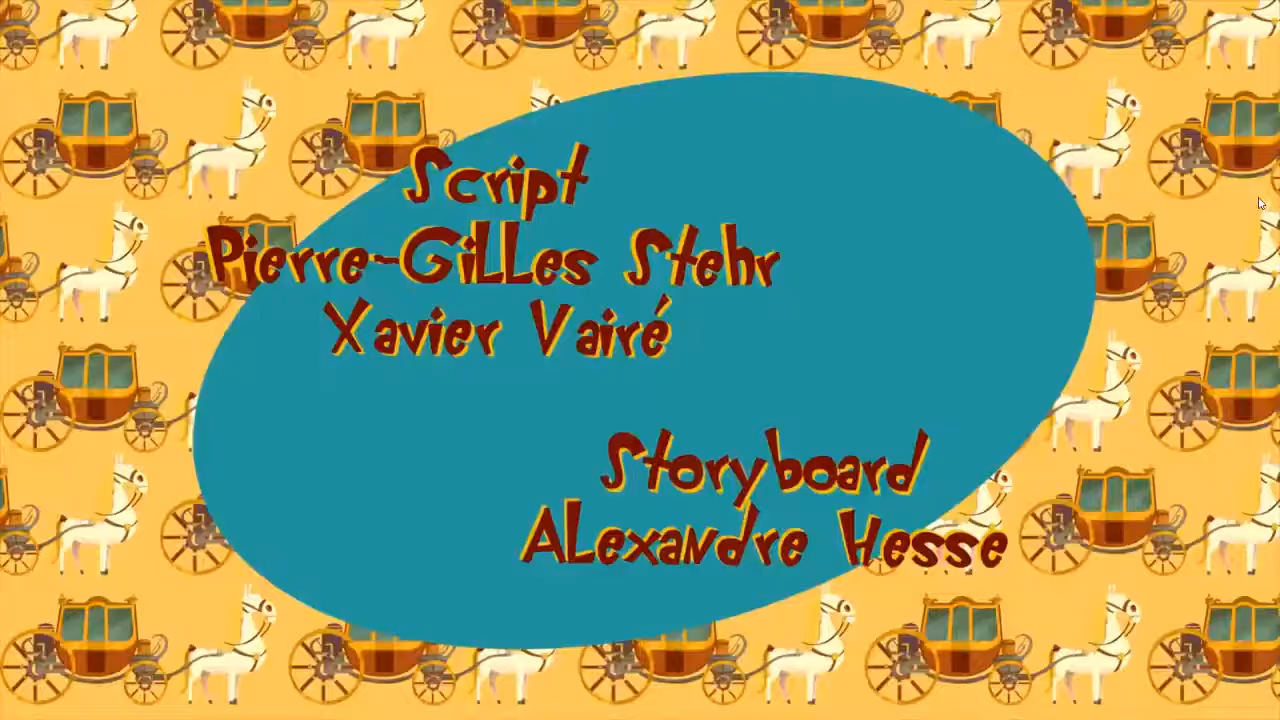 Script
Pierre-Gilles Stehr
Xavier Vairé
Storyboard
Alexandre Hesse